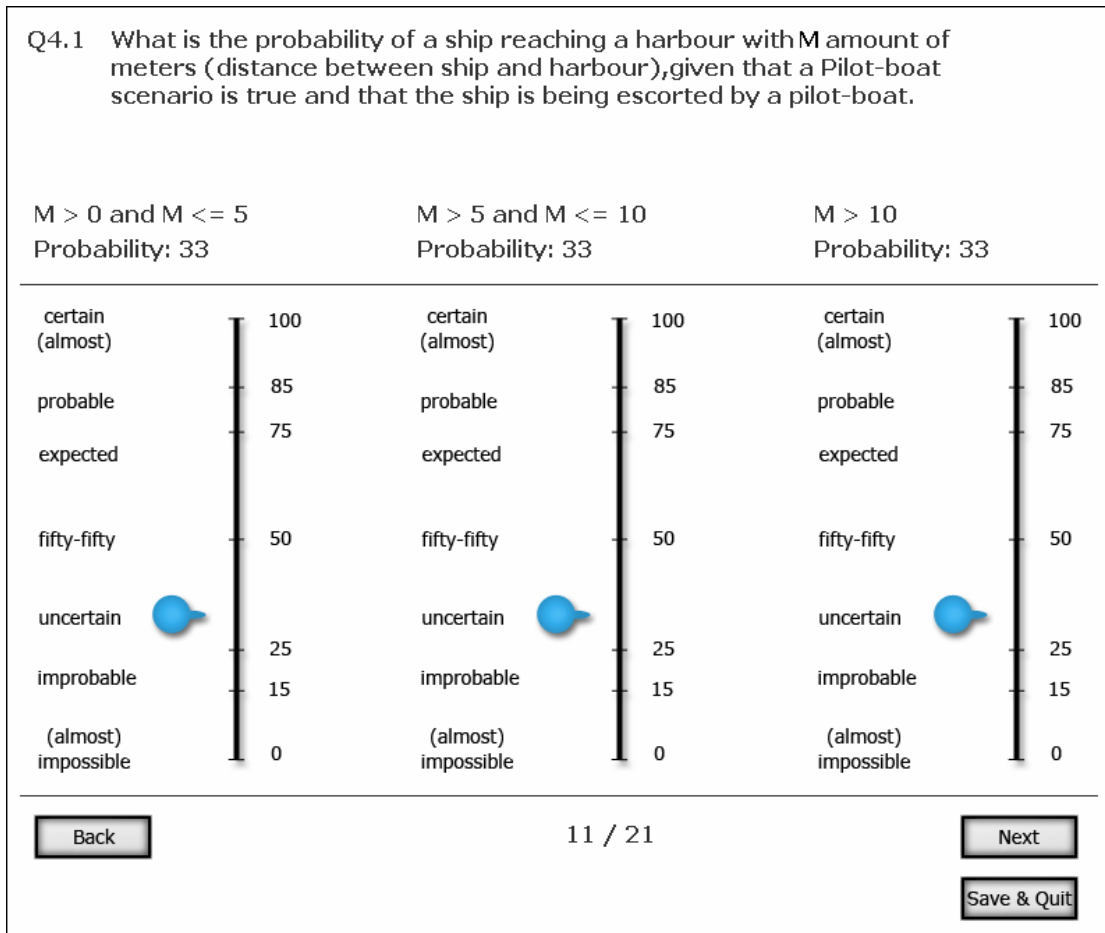 Q4.1 What is the probability of a ship reaching a harbour with M amount of
meters (distance between ship and harbour),given that a Pilot-boat
scenario is true and that the ship is being escorted by a pilot-boat.
M > 0 and M <= 5
Probability: 33
M > 5 and M <= 10
Probability: 33
M > 10
Probability: 33
certain
(almost)
probable
expected
fifty-fifty
uncertain
improbable
(almost)
impossible
100
85
75
50
25
15
0
certain
(almost)
probable
expected
fifty-fifty
uncertain
improbable
(almost)
impossible
100
85
75
50
25
15
0
certain
(almost)
probable
expected
fifty-fifty
uncertain
improbable
(almost)
impossible
100
85
75
50
25
15
0
Back
11 / 21
Next
Save & Quit